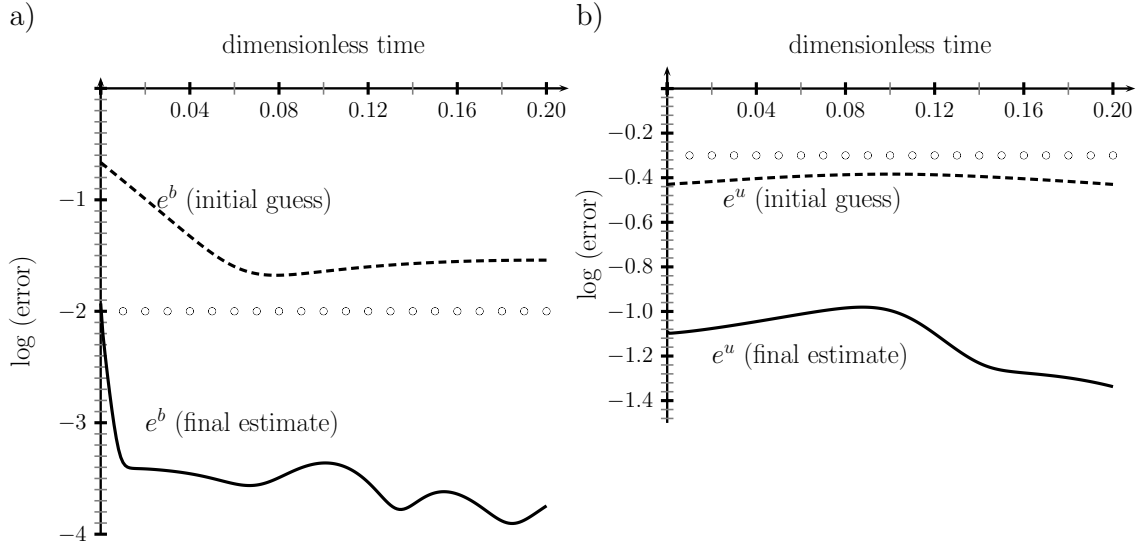 a)
dimensionless time
0.04 0.08 0.12 0.16 0.20
−1
−2
−3
−4
log (error)
e^b (initial guess)
e^b (final estimate)
b)
dimensionless time
0.04 0.08 0.12 0.16 0.20
−0.2
−0.4
−0.6
−0.8
−1.0
−1.2
−1.4
log (error)
e^u (initial guess)
e^u (final estimate)